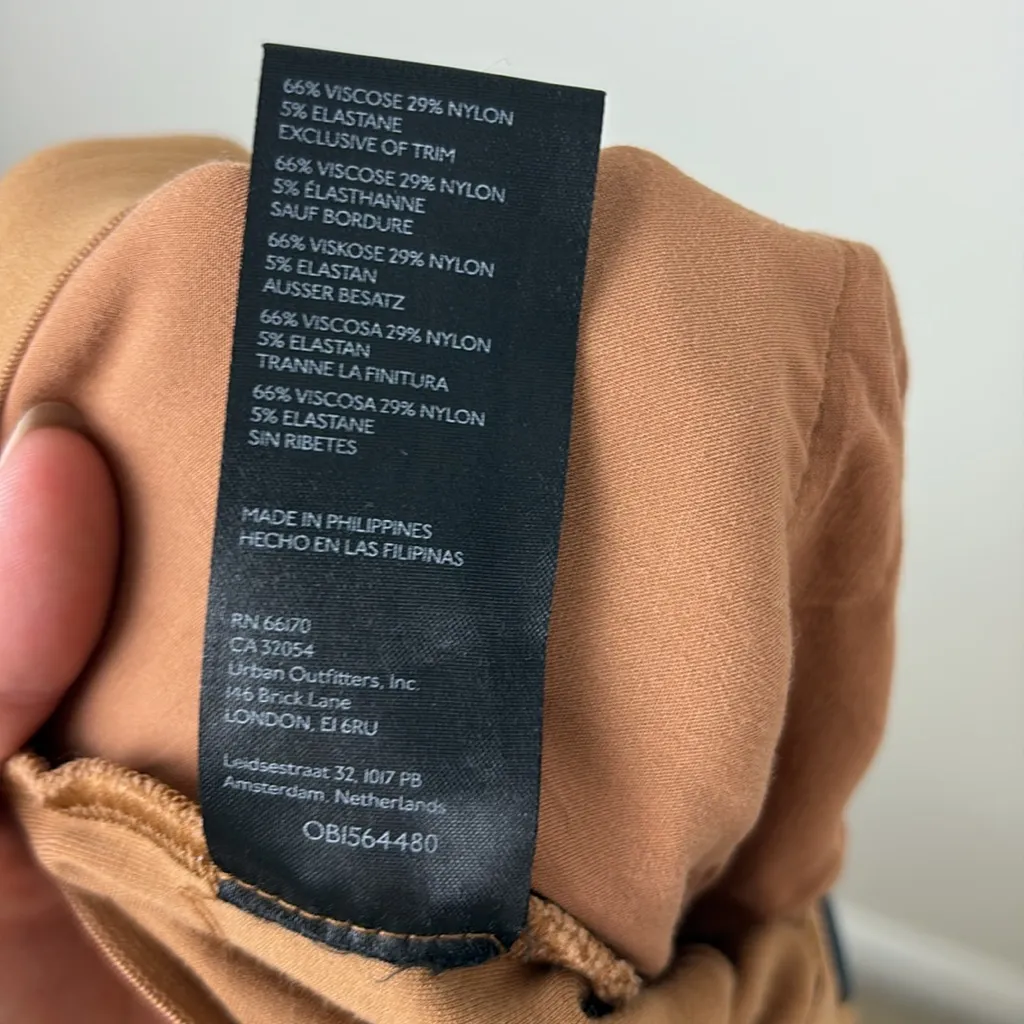 66% VISCOSE 29% NYLON
5% ELASTANE
EXCLUSIVE OF TRIM
66% VISCOSE 29% NYLON
5% ÉLASTHANNE
SAUF BORDURE
66% VISKOSE 29% NYLON
5% ELASTAN
AUSSER BESATZ
66% VISCOSA 29% NYLON
5% ELASTAN
TRANNE LA FINITURA
66% VISCOSA 29% NYLON
5% ELASTANE
SIN RIBETES
MADE IN PHILIPPINES
HECHO EN LAS FILIPINAS
RN 66170
CA 32054
Urban Outfitters, Inc.
146 Brick Lane
LONDON, E1 6RU
Leidsestraat 32, 1017 PB
Amsterdam, Netherlands
OB1564480